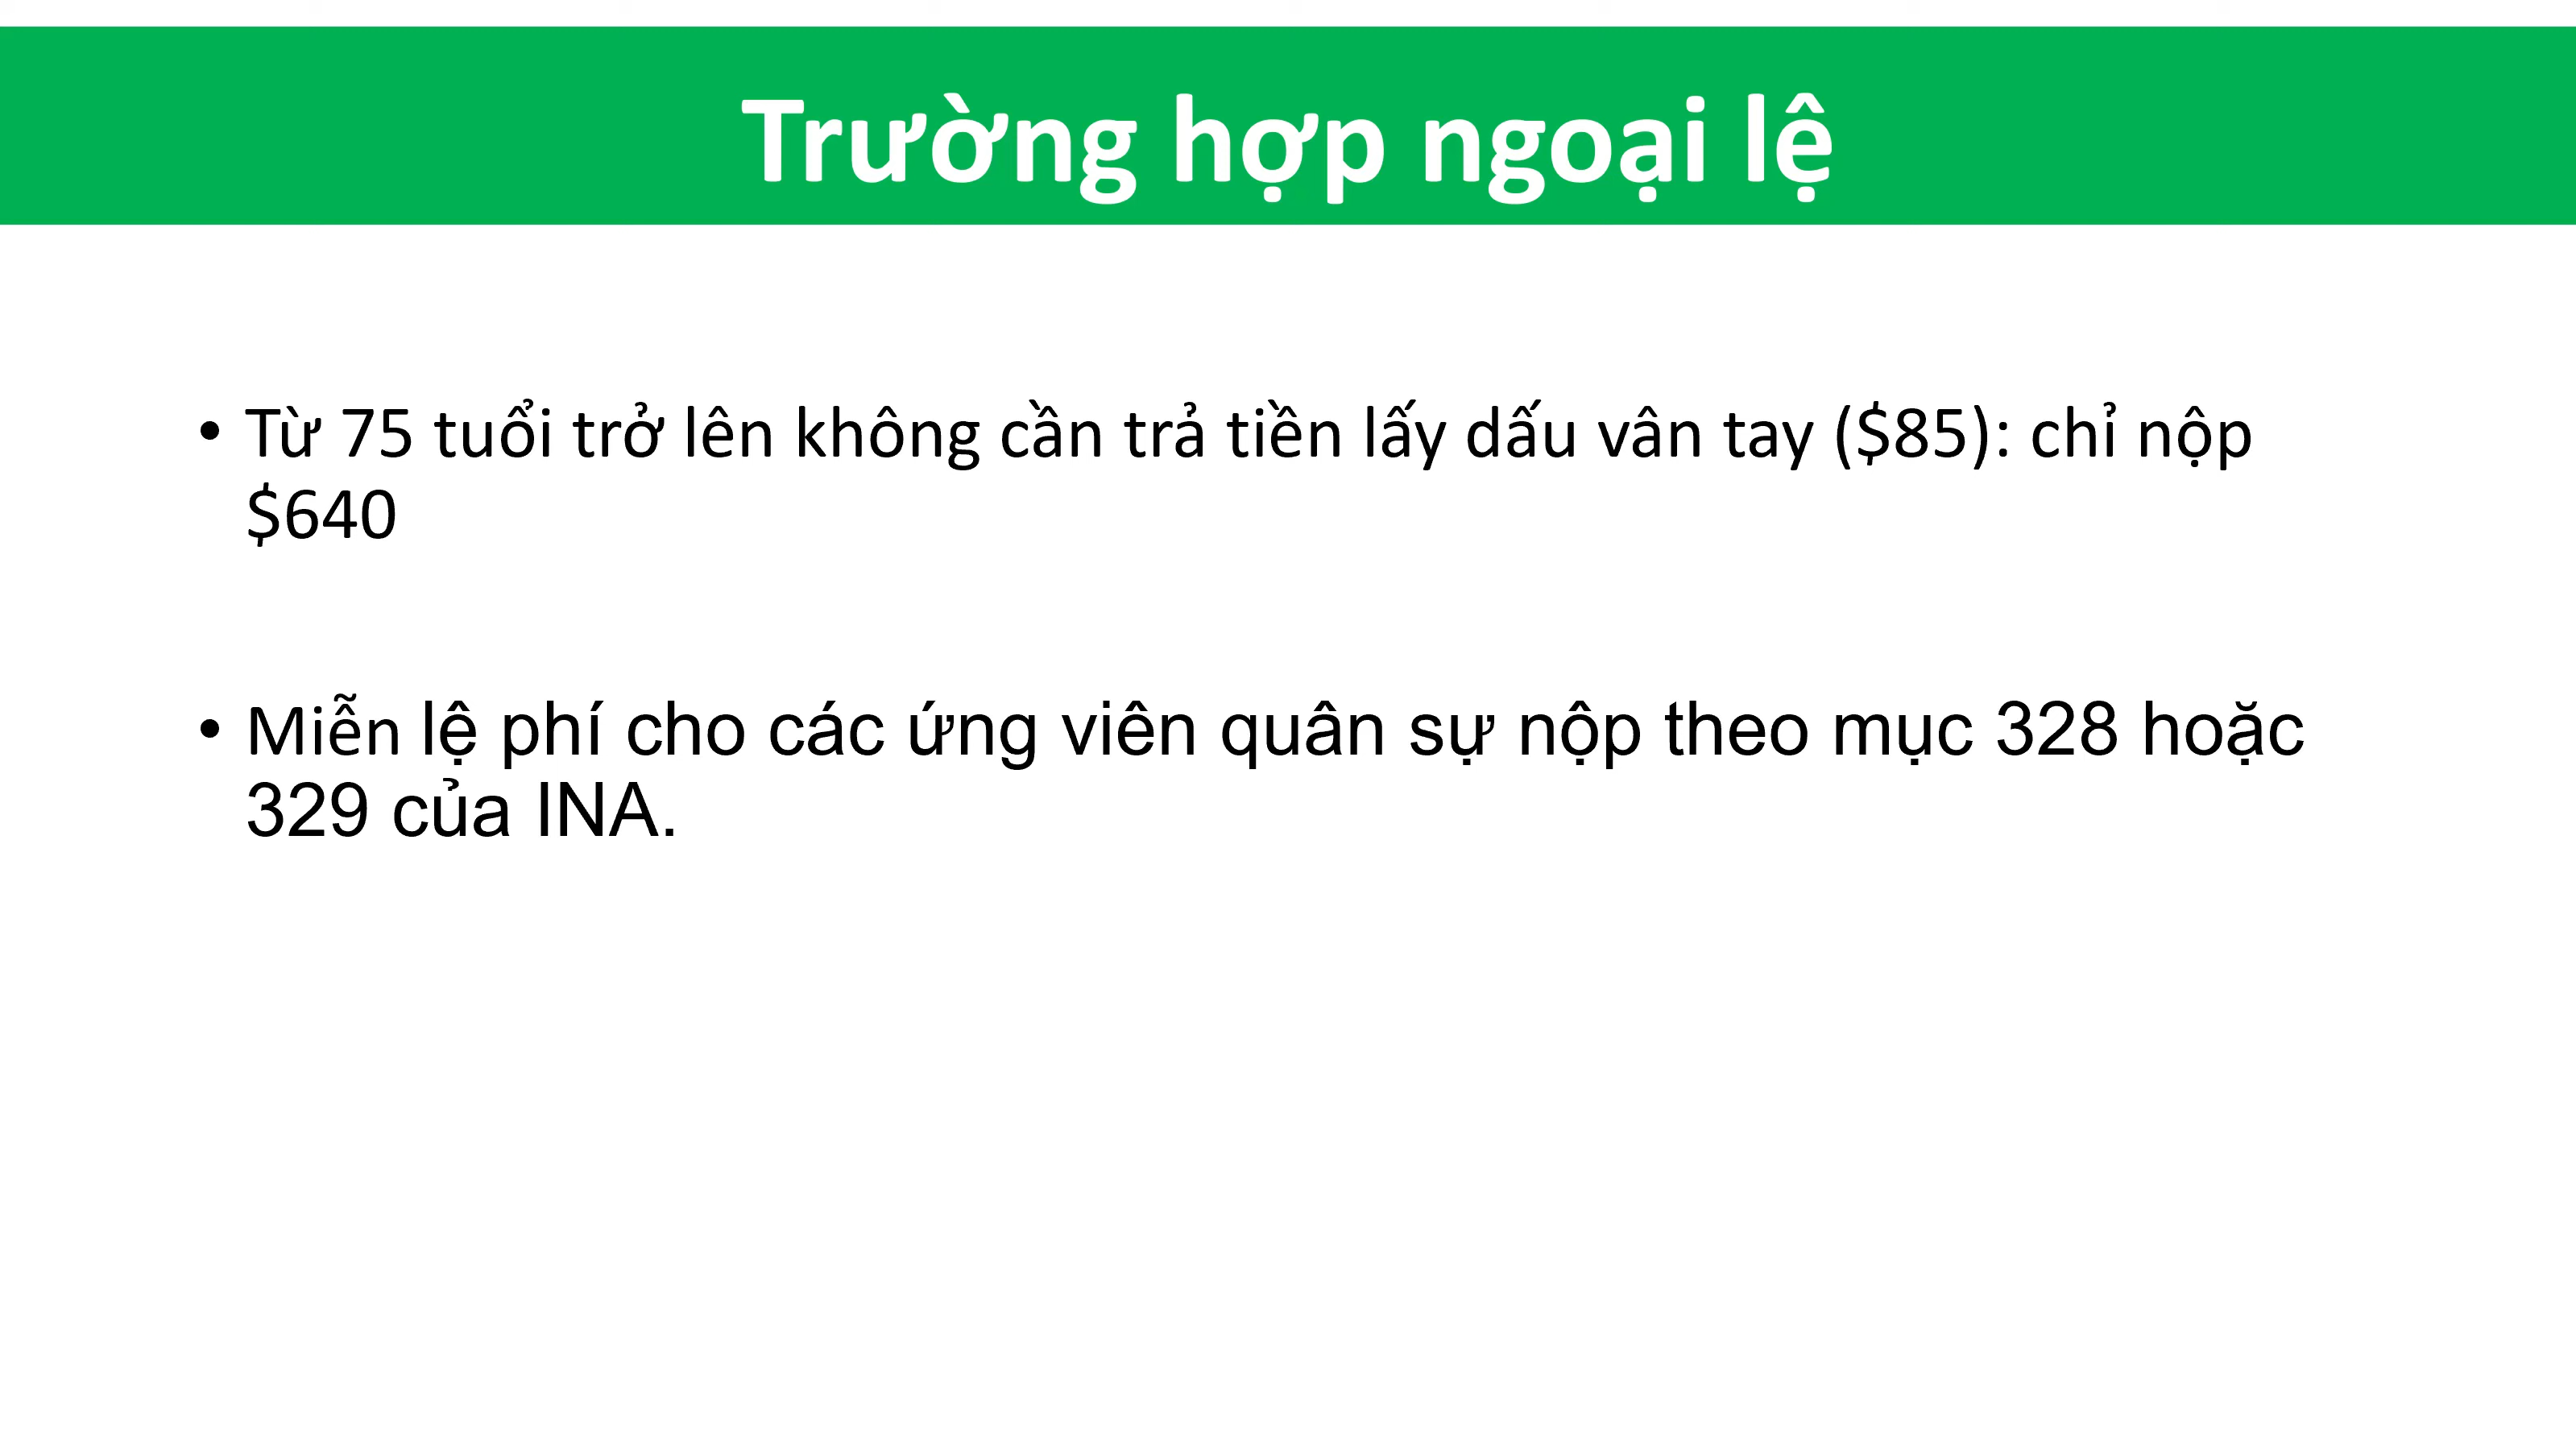 Trường hợp ngoại lệ
• Từ 75 tuổi trở lên không cần trả tiền lấy dấu vân tay ($85): chỉ nộp
$640
• Miễn lệ phí cho các ứng viên quân sự nộp theo mục 328 hoặc
329 của INA.